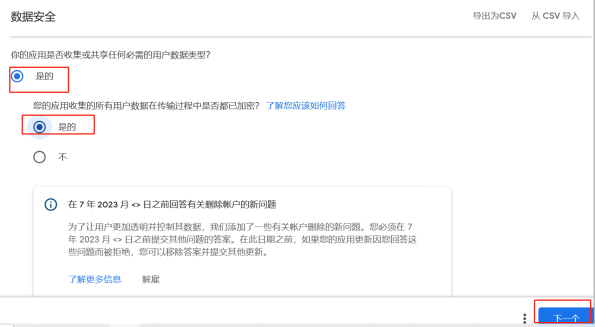 数据安全
导出为CSV 从 CSV 导入
你的应用是否收集或共享任何必需的用户数据类型?
是的
您的应用收集的所有用户数据在传输过程中是否都已加密? 了解您应该如何回答
是的
不
在 7 年 2023 月 <> 日之前回答有关删除帐户的新问题
为了让用户更加透明并控制其数据，我们添加了一些有关帐户删除的新问题。您必须在 7
年 2023 月 <> 日之前提交其他问题的答案。在此日期之前，如果您的应用更新因您回答这
些问题而被拒绝，您可以移除答案并提交其他更新。
了解更多信息 解雇
下一个